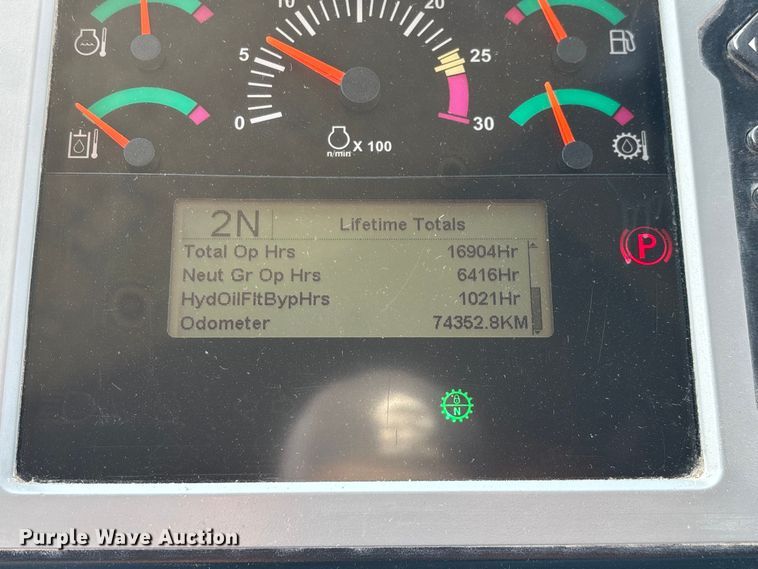 10 20
5 25
0 30
n/min X 100
2N Lifetime Totals
Total Op Hrs 16904Hr
Neut Gr Op Hrs 6416Hr
HydOilFltBypHrs 1021Hr
Odometer 74352.8KM
P
N
Purple Wave Auction